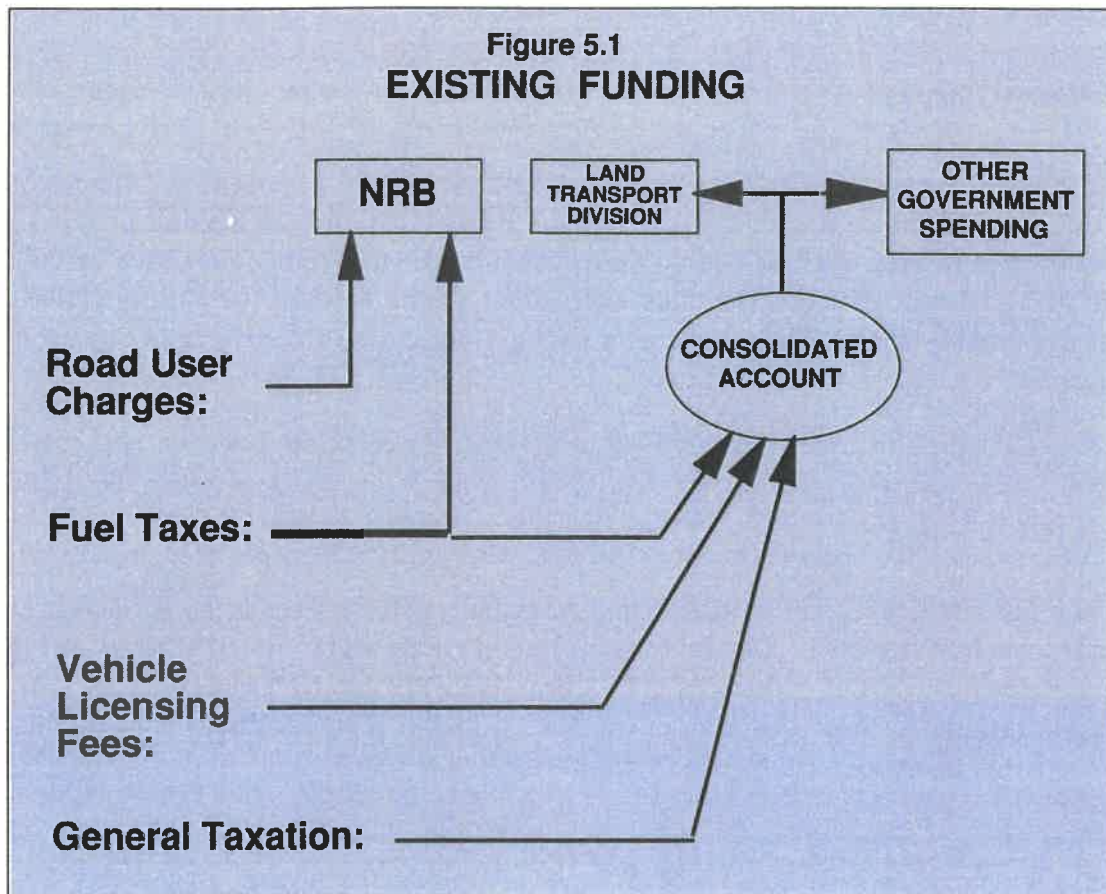 Figure 5.1
EXISTING FUNDING
NRB
LAND
TRANSPORT
DIVISION
OTHER
GOVERNMENT
SPENDING
CONSOLIDATED
ACCOUNT
Road User
Charges:
Fuel Taxes:
Vehicle
Licensing
Fees:
General Taxation: